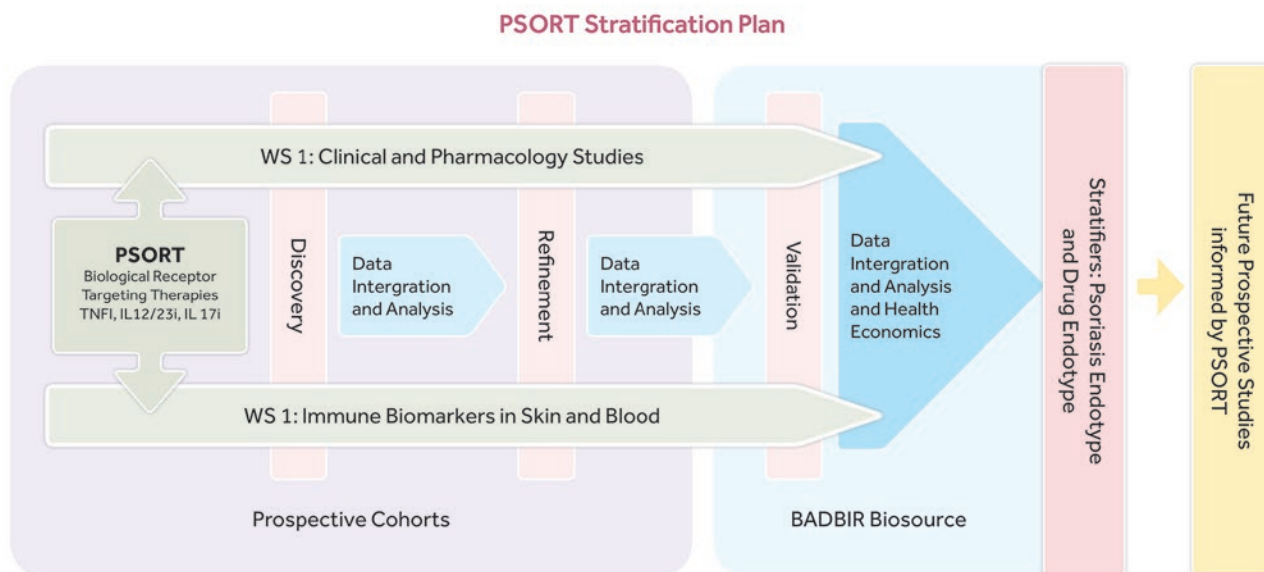 PSORT Stratification Plan
WS 1: Clinical and Pharmacology Studies
PSORT
Biological Receptor
Targeting Therapies
TNFI, IL12/23i, IL 17i
Discovery
Data
Intergration
and Analysis
Refinement
Data
Intergration
and Analysis
Validation
Data
Intergration
and Analysis
and Health
Economics
Stratifiers: Psoriasis Endotype
and Drug Endotype
Future Prospective Studies
informed by PSORT
WS 1: Immune Biomarkers in Skin and Blood
Prospective Cohorts
BADBIR Biosource